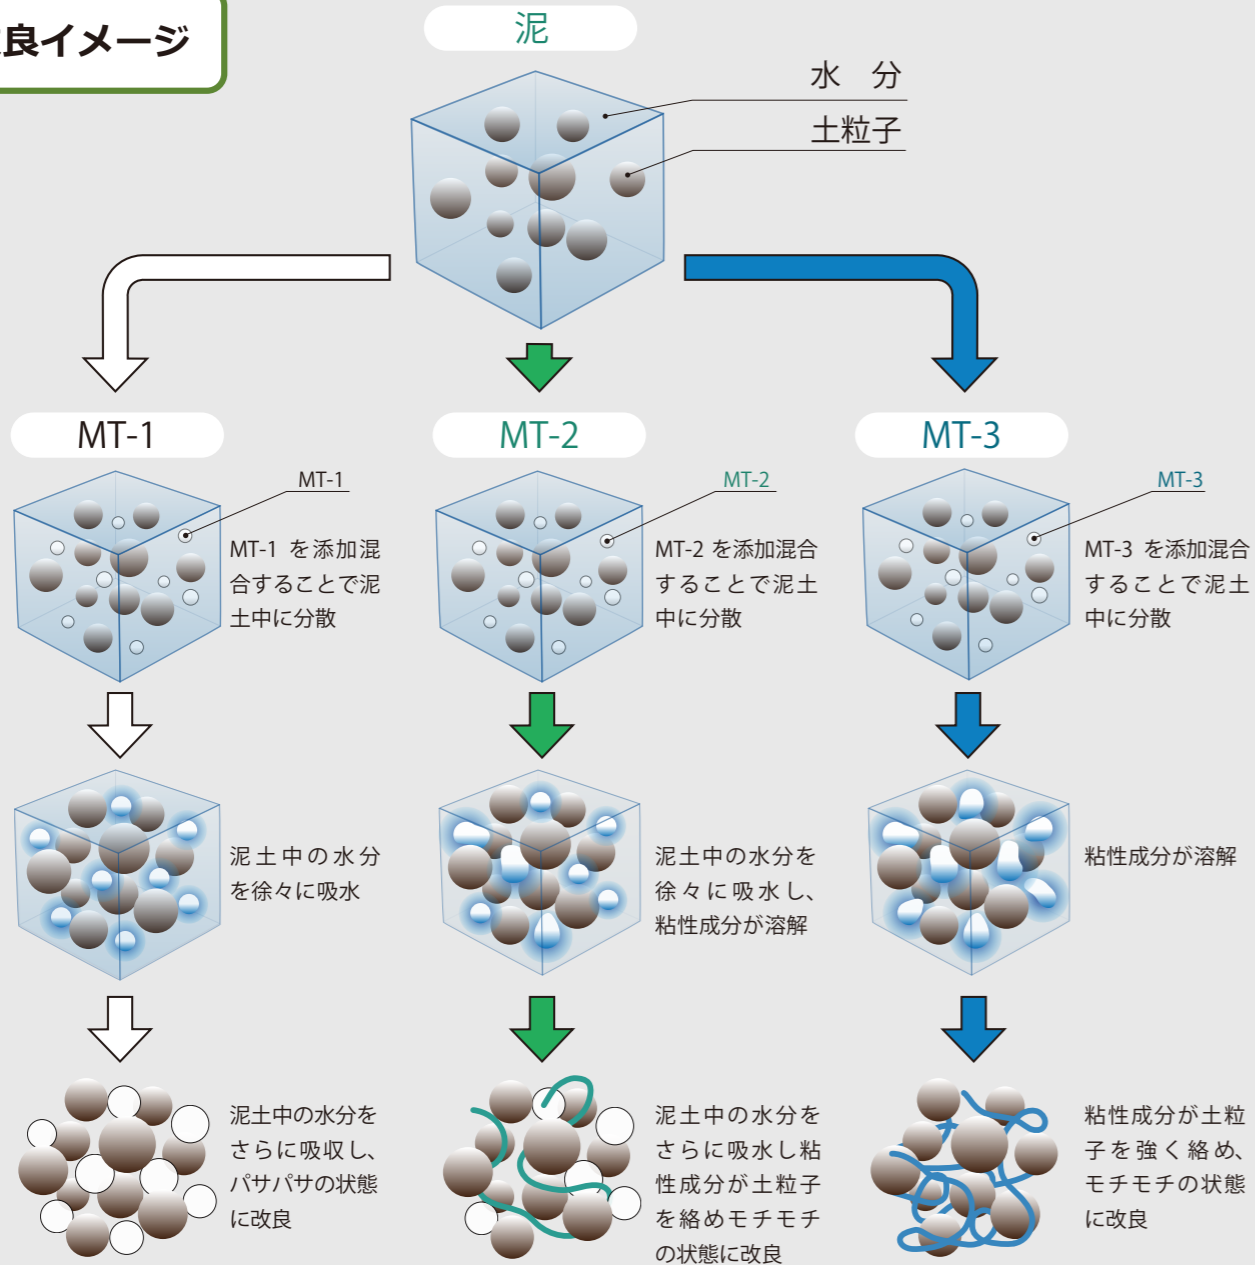 良イメージ
泥
水　分
土粒子
MT-1
MT-2
MT-3
MT-1
MT-1 を添加混
合することで泥
土中に分散
MT-2
MT-2 を添加混合
することで泥土
中に分散
MT-3
MT-3 を添加混合
することで泥土
中に分散
泥土中の水分
を徐々に吸水
泥土中の水分を
徐々に吸水し、
粘性成分が溶解
粘性成分が溶解
泥土中の水分を
さらに吸収し、
パサパサの状態
に改良
泥土中の水分を
さらに吸水し粘
性成分が土粒子
を絡めモチモチ
の状態に改良
粘性成分が土粒
子を強く絡め、
モチモチの状態
に改良